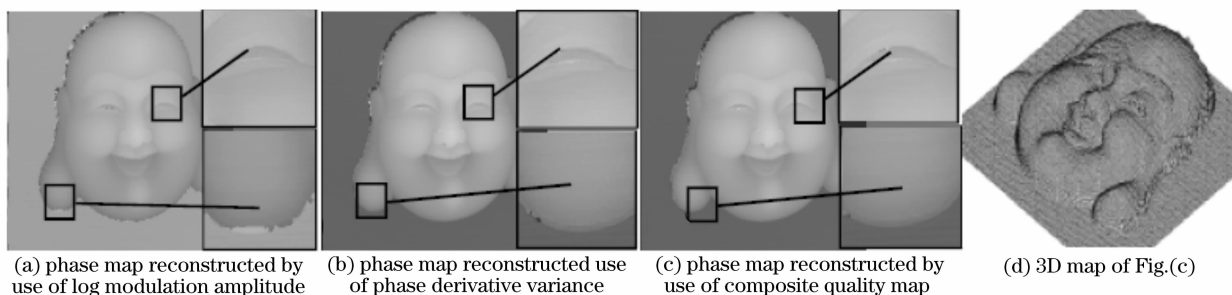 (a) phase map reconstructed by
use of log modulation amplitude
(b) phase map reconstructed use
of phase derivative variance
(c) phase map reconstructed by
use of composite quality map
(d) 3D map of Fig.(c)